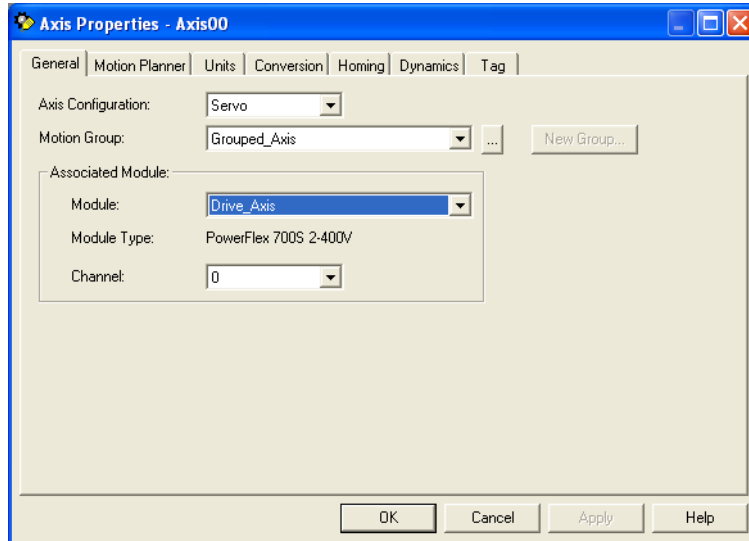 Axis Properties - Axis00
General Motion Planner Units Conversion Homing Dynamics Tag
Axis Configuration: Servo
Motion Group: Grouped_Axis ... New Group...
Associated Module:
Module: Drive_Axis
Module Type: PowerFlex 700S 2-400V
Channel: 0
OK Cancel Apply Help